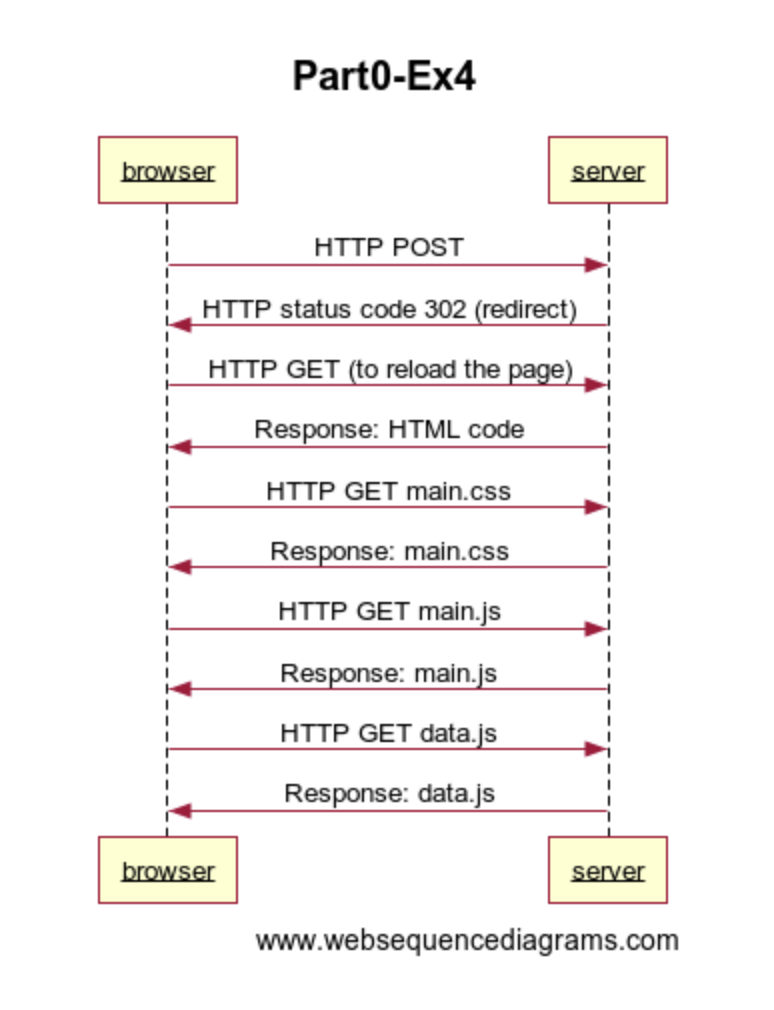 Part0-Ex4
browser
server
HTTP POST
HTTP status code 302 (redirect)
HTTP GET (to reload the page)
Response: HTML code
HTTP GET main.css
Response: main.css
HTTP GET main.js
Response: main.js
HTTP GET data.js
Response: data.js
browser
server
www.websequencediagrams.com